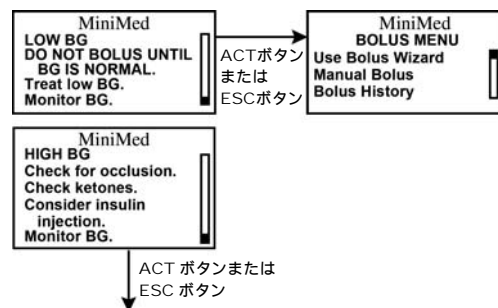 MiniMed
LOW BG
DO NOT BOLUS UNTIL
BG IS NORMAL.
Treat low BG.
Monitor BG.
ACTボタン
または
ESCボタン
MiniMed
BOLUS MENU
Use Bolus Wizard
Manual Bolus
Bolus History
MiniMed
HIGH BG
Check for occlusion.
Check ketones.
Consider insulin
injection.
Monitor BG.
ACT ボタンまたは
ESC ボタン